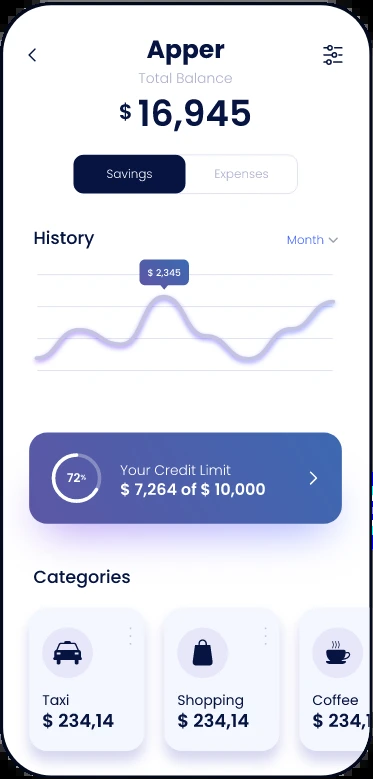 Apper
Total Balance
$ 16,945
Savings Expenses
History
Month
$ 2,345
72%
Your Credit Limit
$ 7,264 of $ 10,000
Categories
Taxi Shopping Coffee
$ 234,14 $ 234,14 $ 234,1